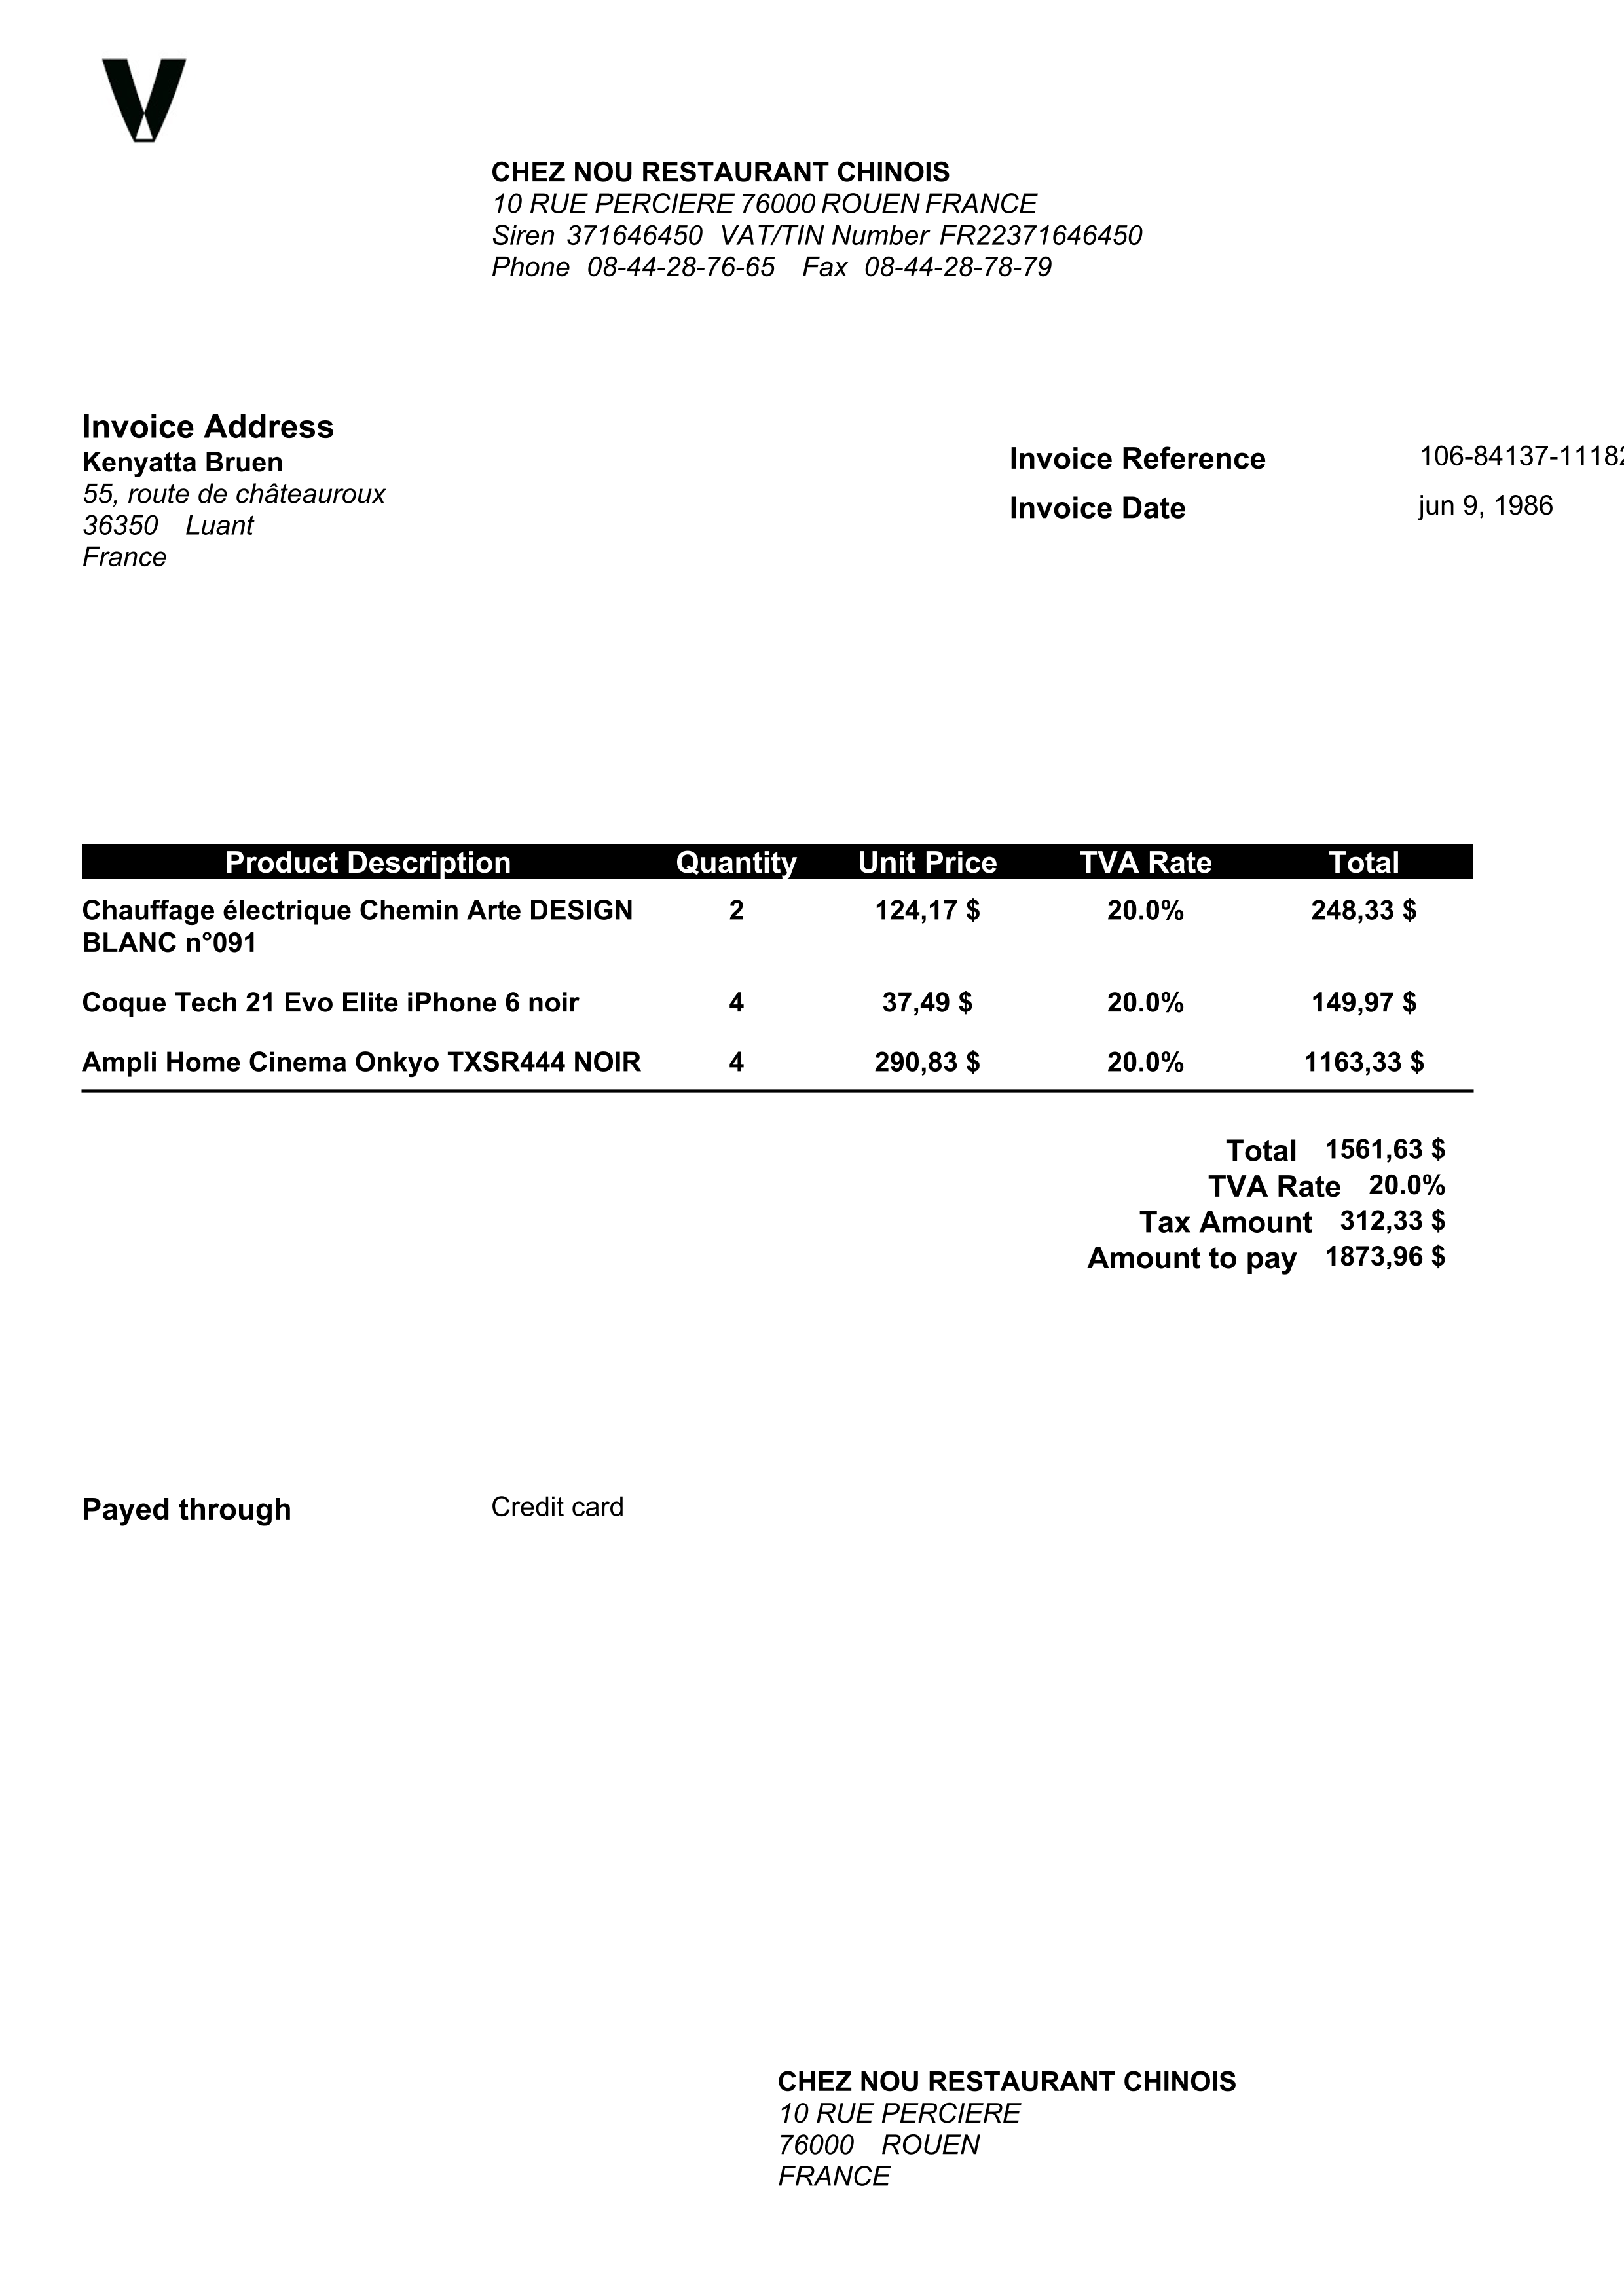 V
CHEZ NOU RESTAURANT CHINOIS
10 RUE PERCIERE 76000 ROUEN FRANCE
Siren 371646450 VAT/TIN Number FR22371646450
Phone 08-44-28-76-65 Fax 08-44-28-78-79
Invoice Address
Kenyatta Bruen
55, route de châteauroux
36350 Luant
France
Invoice Reference 106-84137-11182
Invoice Date jun 9, 1986
Product Description Quantity Unit Price TVA Rate Total
Chauffage électrique Chemin Arte DESIGN 2 124,17 $ 20.0% 248,33 $
BLANC n°091
Coque Tech 21 Evo Elite iPhone 6 noir 4 37,49 $ 20.0% 149,97 $
Ampli Home Cinema Onkyo TXSR444 NOIR 4 290,83 $ 20.0% 1163,33 $
Total 1561,63 $
TVA Rate 20.0%
Tax Amount 312,33 $
Amount to pay 1873,96 $
Payed through Credit card
CHEZ NOU RESTAURANT CHINOIS
10 RUE PERCIERE
76000 ROUEN
FRANCE